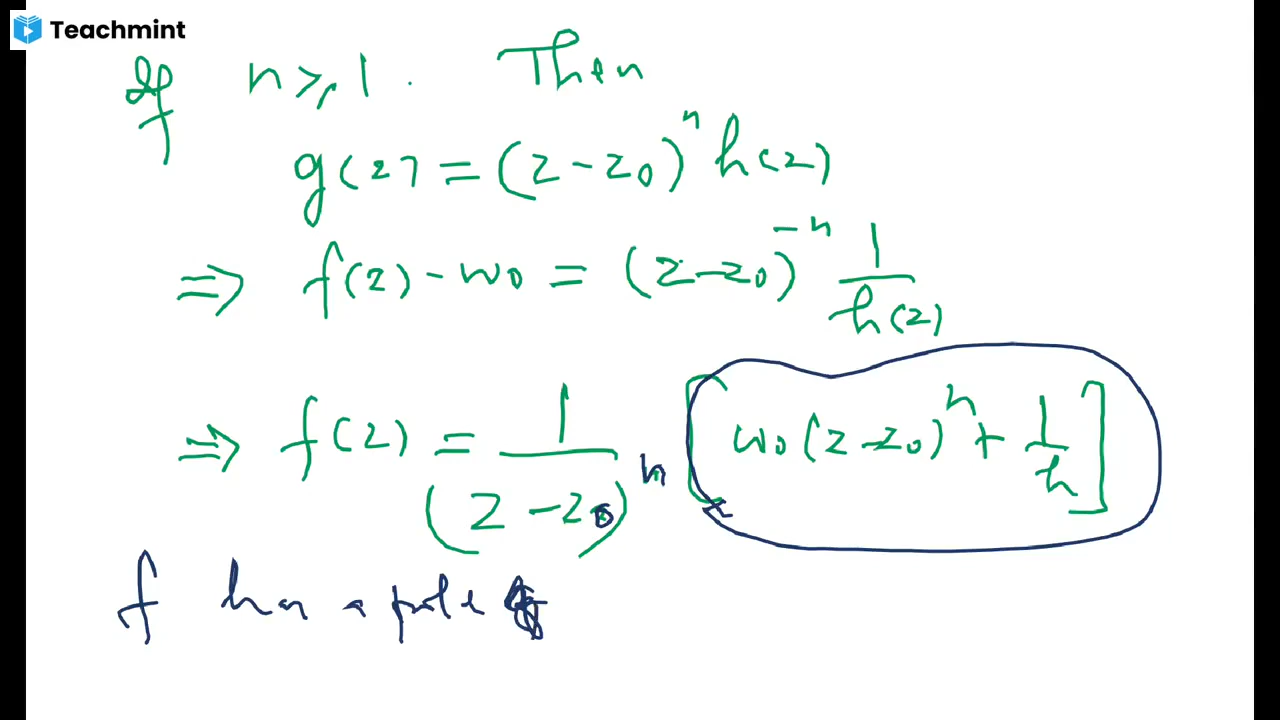 Teachmint
If n ≥ 1. Then
g(z) = (z - z₀)ⁿ h(z)
⇒ f(z) - w₀ = (z - z₀)⁻ⁿ 1/h(z)
⇒ f(z) = 1/(z - z₀)ⁿ [w₀(z - z₀)ⁿ + 1/h]
f has a pole